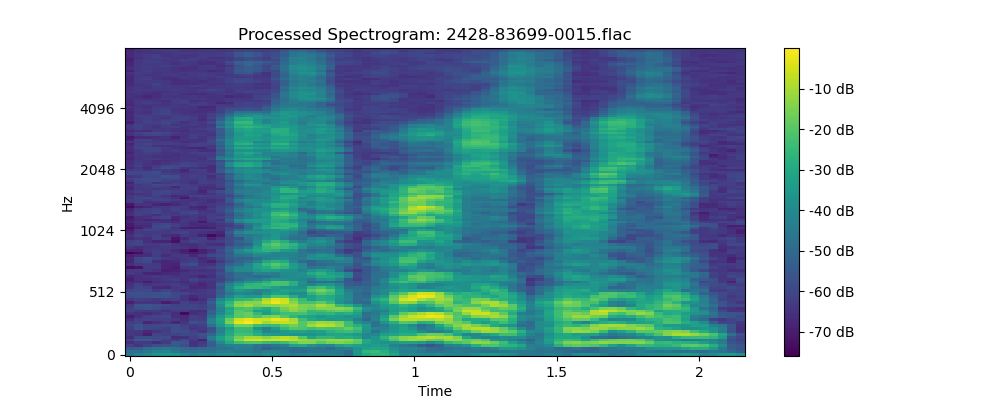 Processed Spectrogram: 2428-83699-0015.flac
Hz
4096
2048
1024
512
0
0
0.5
1
1.5
2
Time
-10 dB
-20 dB
-30 dB
-40 dB
-50 dB
-60 dB
-70 dB